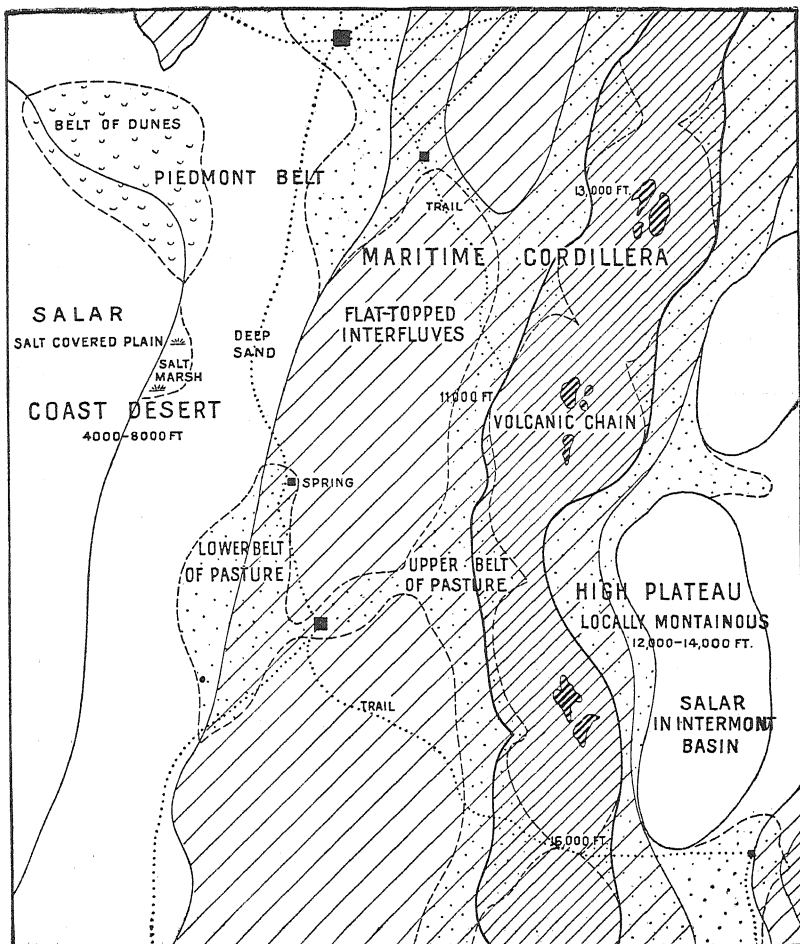 BELT OF DUNES
PIEDMONT BELT
13,000 FT.
TRAIL
MARITIME CORDILLERA
SALAR
SALT COVERED PLAIN
FLAT-TOPPED
INTERFLUVES
DEEP
SAND
SALT
MARSH
COAST DESERT
4000-8000 FT
11000 FT
VOLCANIC CHAIN
SPRING
LOWER BELT
OF PASTURE
UPPER BELT
OF PASTURE
HIGH PLATEAU
LOCALLY MONTAINOUS
12,000-14,000 FT.
TRAIL
SALAR
IN INTERMONT
BASIN
16,000 FT.